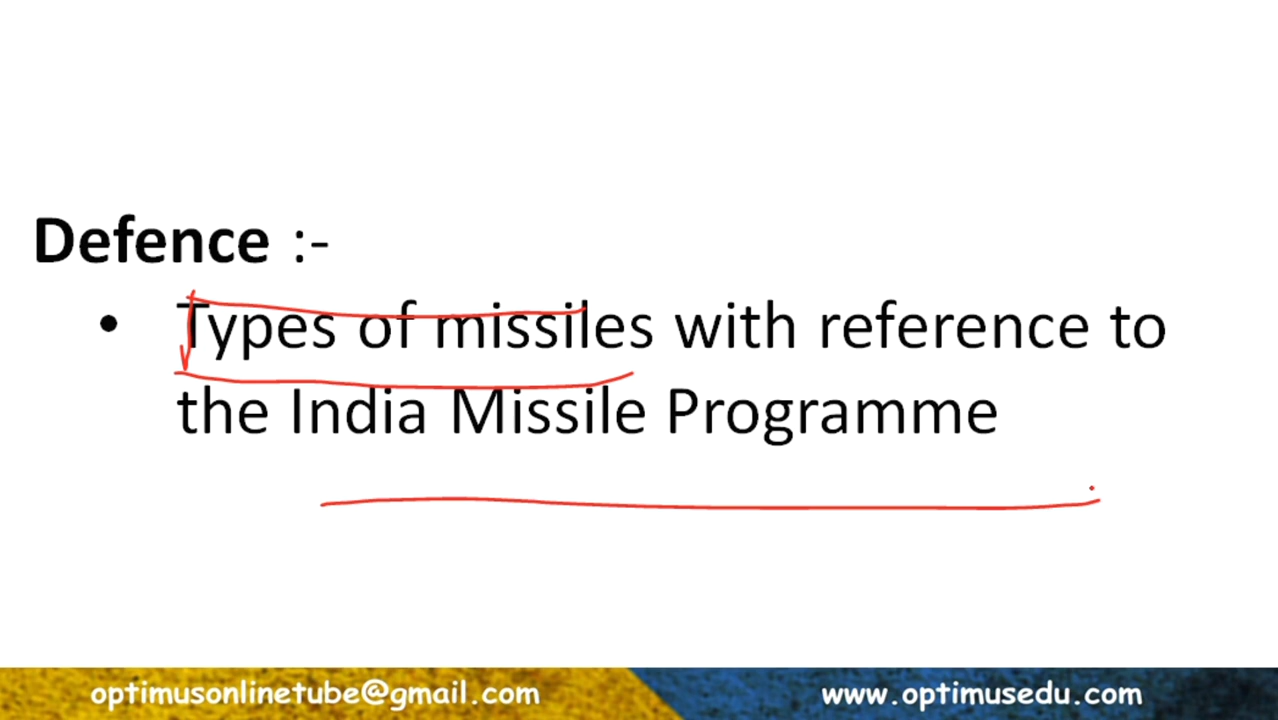 Defence :-
• Types of missiles with reference to
the India Missile Programme
optimusonlinetube@gmail.com
www.optimusedu.com